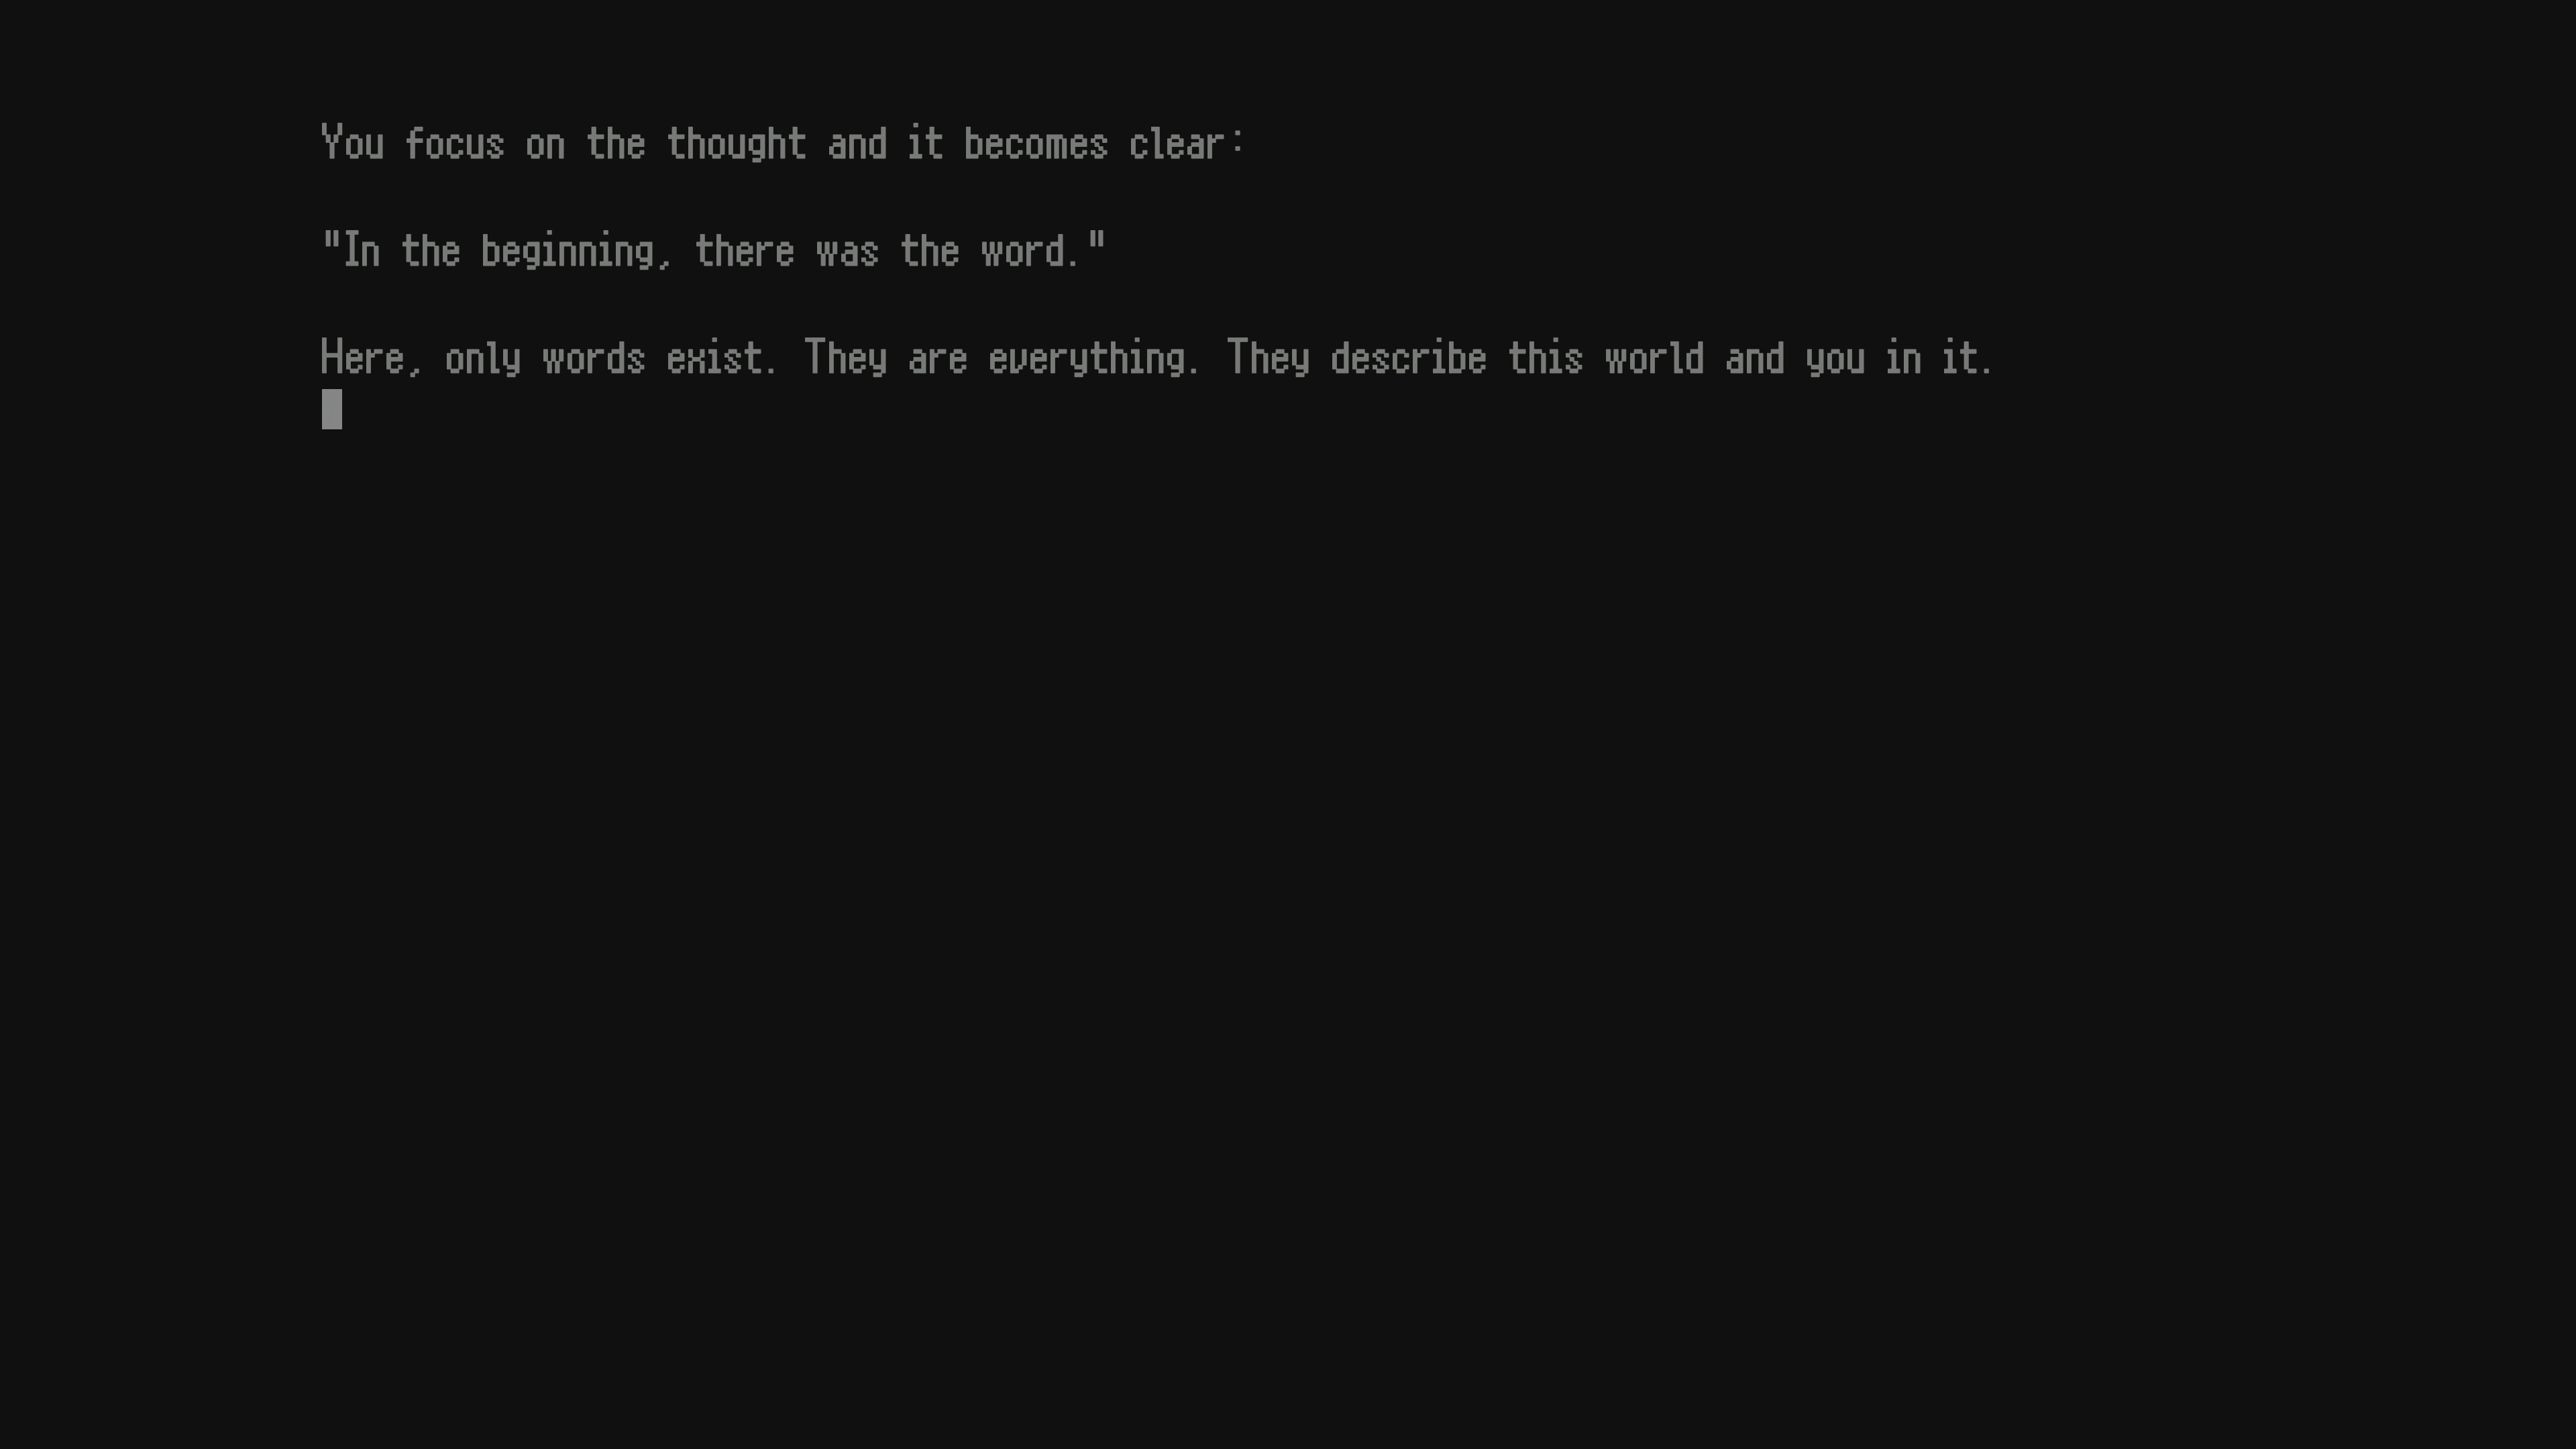 You focus on the thought and it becomes clear:
"In the beginning, there was the word."
Here, only words exist. They are everything. They describe this world and you in it.